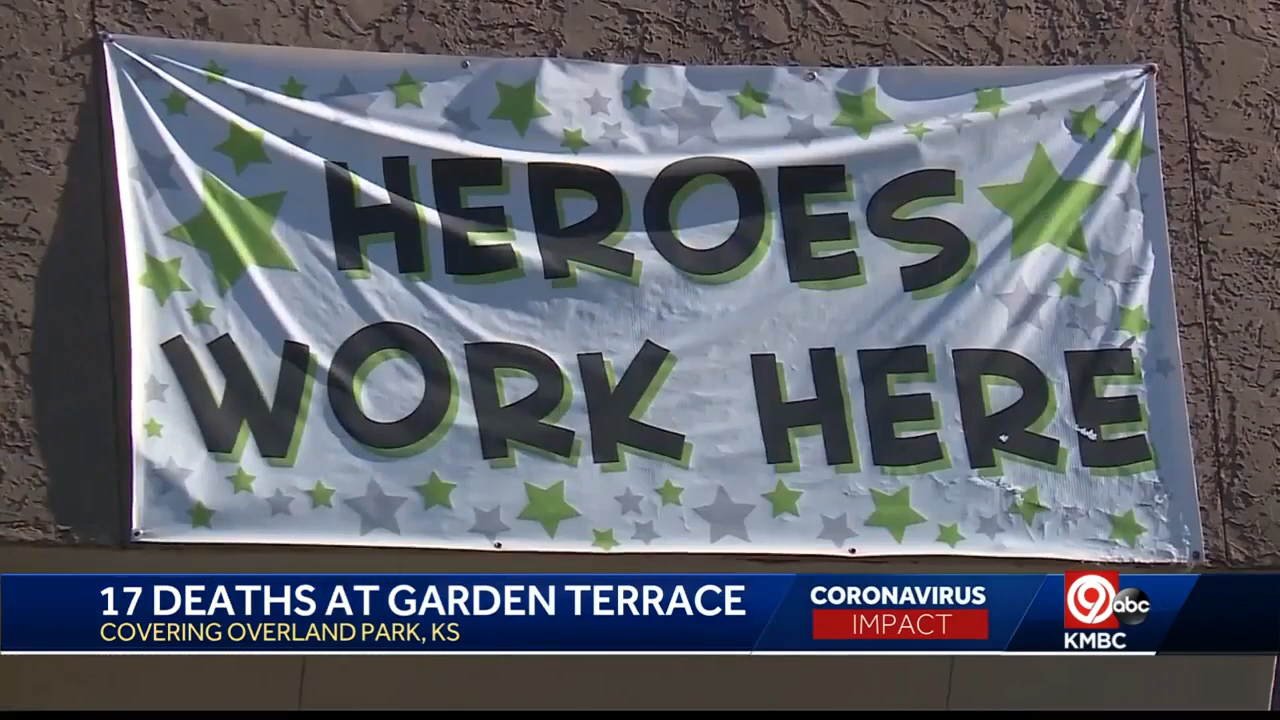 HEROES
WORK HERE
17 DEATHS AT GARDEN TERRACE
COVERING OVERLAND PARK, KS
CORONAVIRUS
IMPACT
9 abc
KMBC